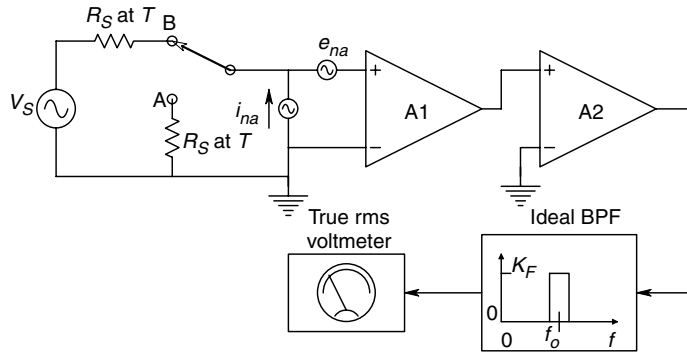 R_S at T
B
e_na
V_S
A
i_na
R_S at T
+
−
A1
+
−
A2
True rms
voltmeter
Ideal BPF
K_F
0
0
f_o
f